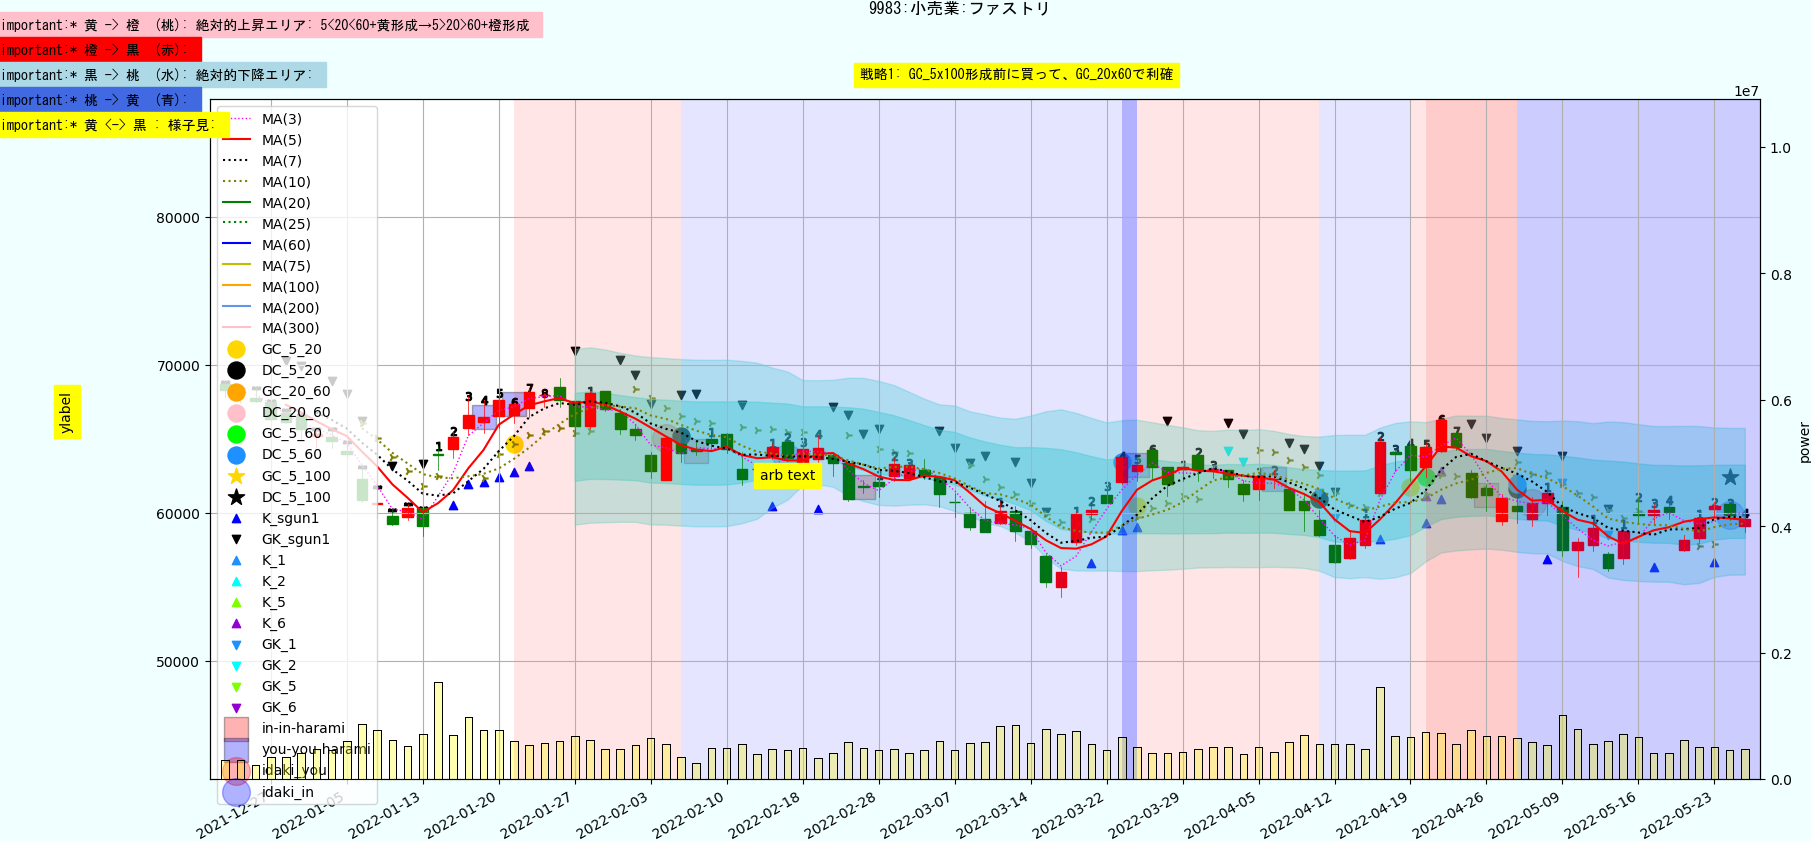 9983:小売業:ファストリ
important:* 黄 -> 橙 (桃): 絶対的上昇エリア: 5<20<60+黄形成→5>20>60+橙形成
important:* 橙 -> 黒 (赤):
important:* 黒 -> 桃 (水): 絶対的下降エリア:
戦略1: GC_5x100形成前に買って、GC_20x60で利確
important:* 桃 -> 黄 (青):
important:* 黄 <-> 黒 : 様子見:
1e7
MA(3)
MA(5)
MA(7)
MA(10)
MA(20)
MA(25)
MA(60)
MA(75)
MA(100)
MA(200)
MA(300)
GC_5_20
DC_5_20
GC_20_60
DC_20_60
GC_5_60
DC_5_60
GC_5_100
DC_5_100
K_sgun1
GK_sgun1
K_1
K_2
K_5
K_6
GK_1
GK_2
GK_5
GK_6
in-in-harami
you-you-harami
idaki_you
idaki_in
80000
70000
60000
50000
ylabel
arb text
1.0
0.8
0.6
0.4
0.2
0.0
power
2021-12-27
2022-01-05
2022-01-13
2022-01-20
2022-01-27
2022-02-03
2022-02-10
2022-02-18
2022-02-28
2022-03-07
2022-03-14
2022-03-22
2022-03-29
2022-04-05
2022-04-12
2022-04-19
2022-04-26
2022-05-09
2022-05-16
2022-05-23